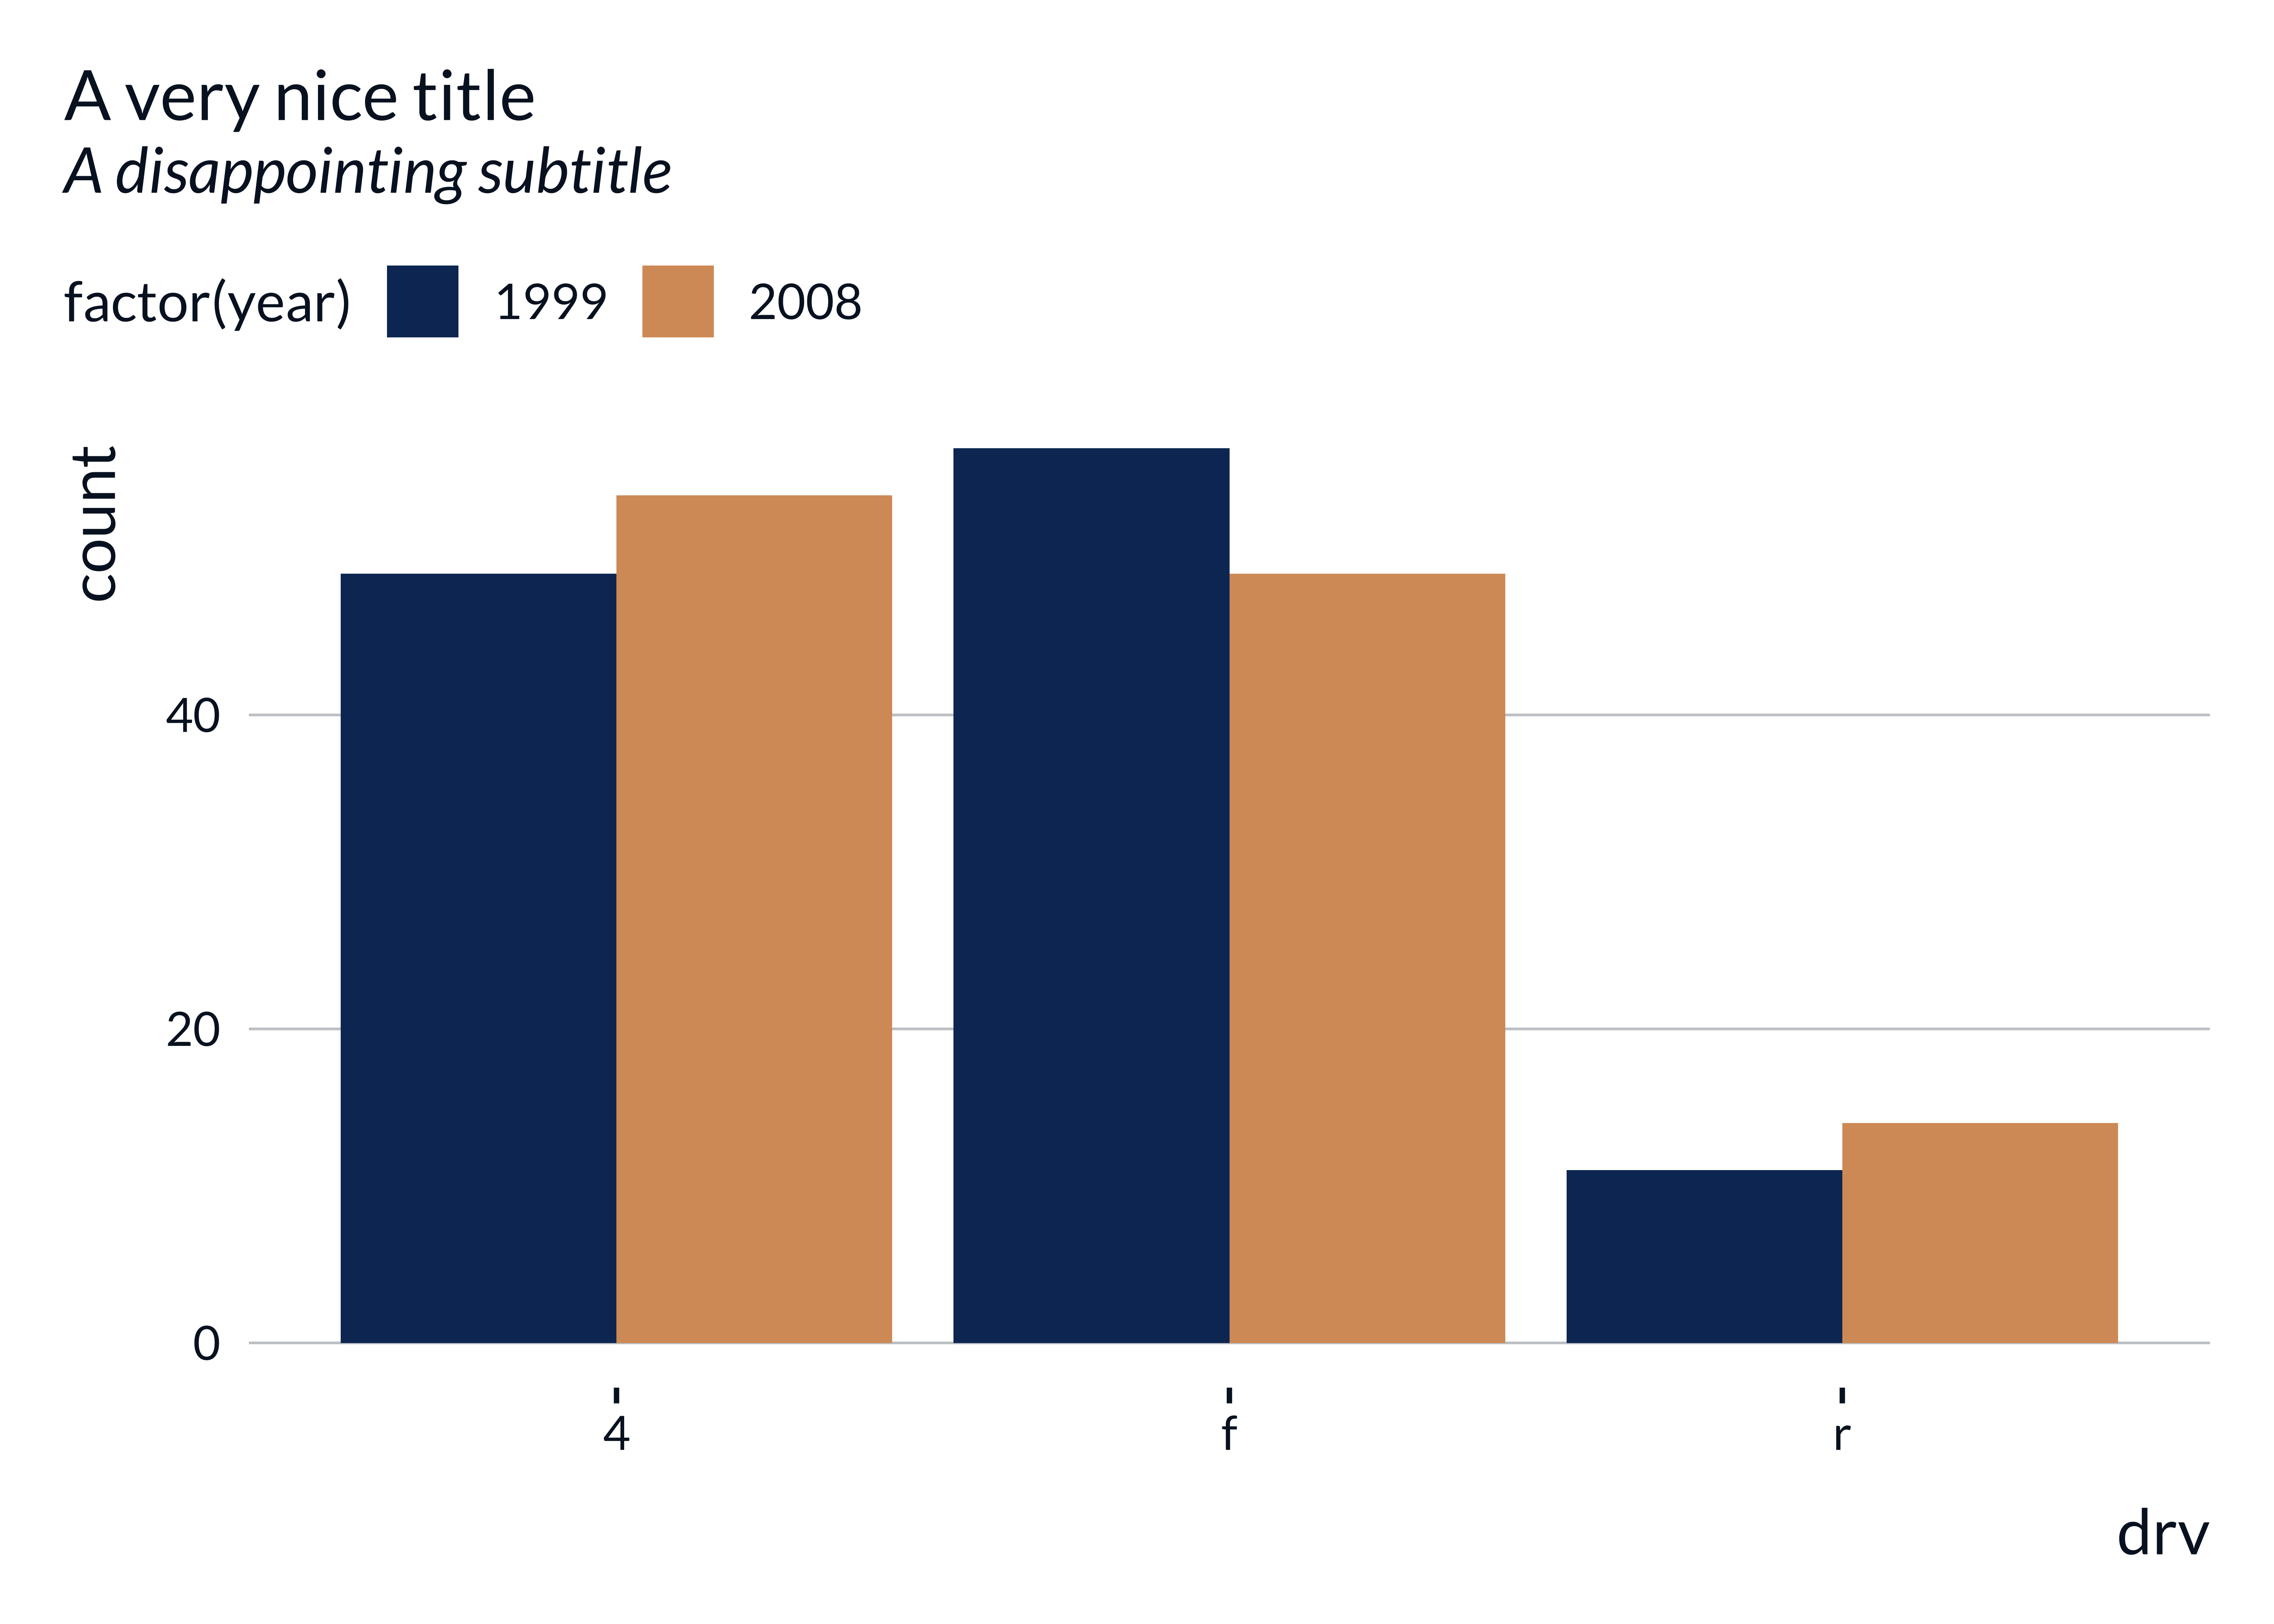 A very nice title
A disappointing subtitle
factor(year) 1999 2008
count
40
20
0
4 f r
drv